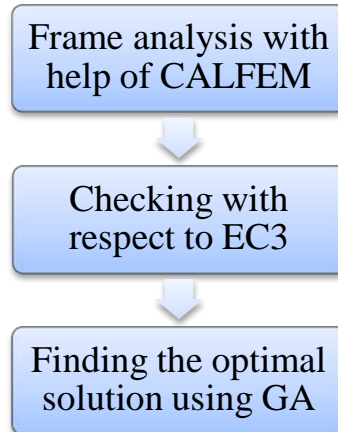 Frame analysis with
help of CALFEM
Checking with
respect to EC3
Finding the optimal
solution using GA